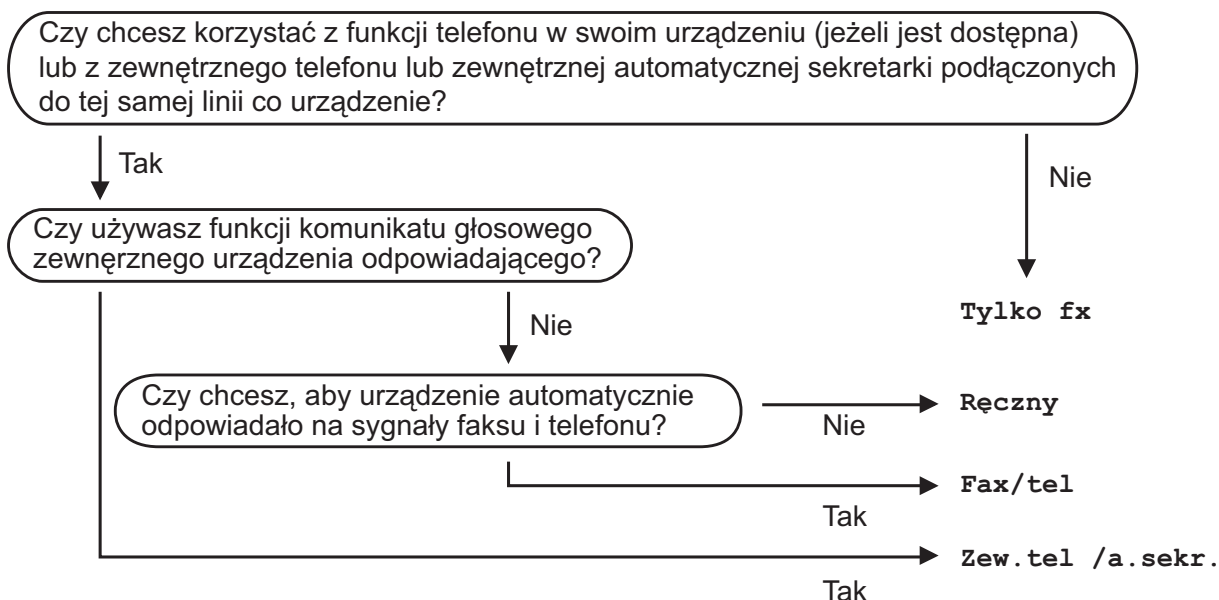 Czy chcesz korzystać z funkcji telefonu w swoim urządzeniu (jeżeli jest dostępna)
lub z zewnętrznego telefonu lub zewnętrznej automatycznej sekretarki podłączonych
do tej samej linii co urządzenie?
Tak
Nie
Czy używasz funkcji komunikatu głosowego
zewnęrznego urządzenia odpowiadającego?
Tylko fx
Nie
Czy chcesz, aby urządzenie automatycznie
odpowiadało na sygnały faksu i telefonu?
Nie
Ręczny
Fax/tel
Tak
Zew.tel /a.sekr.
Tak